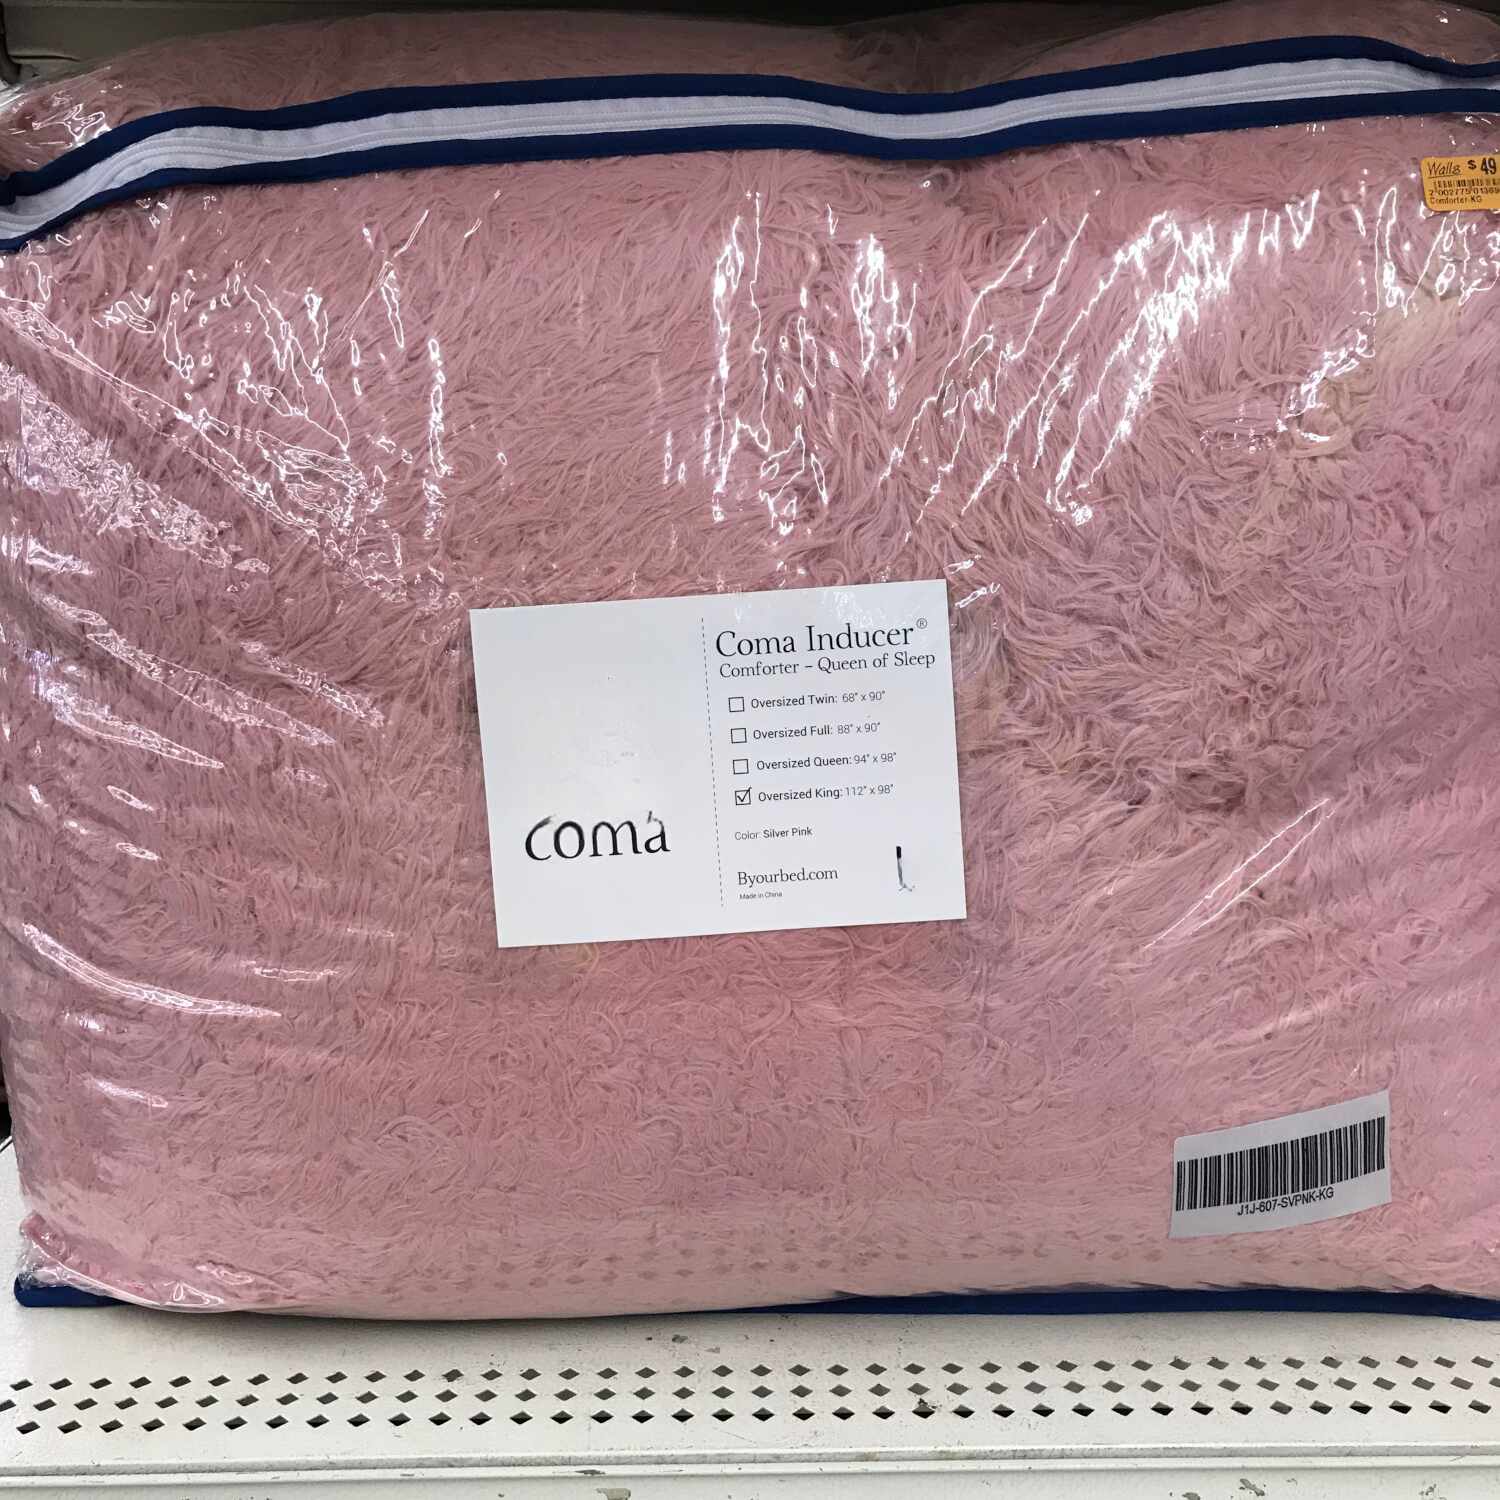 Walls $ 49
Comforter-KG
Coma Inducer®
Comforter – Queen of Sleep
Oversized Twin: 68" x 90"
Oversized Full: 88" x 90"
Oversized Queen: 94" x 98"
Oversized King: 112" x 98"
Color: Silver Pink
coma
Byourbed.com
Made in China
J1J-607-SVPNK-KG